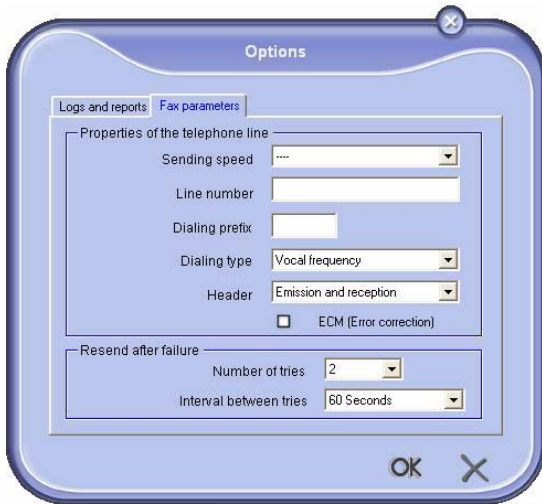 Options
Logs and reports Fax parameters
Properties of the telephone line
Sending speed ----
Line number
Dialing prefix
Dialing type Vocal frequency
Header Emission and reception
ECM (Error correction)
Resend after failure
Number of tries 2
Interval between tries 60 Seconds
OK